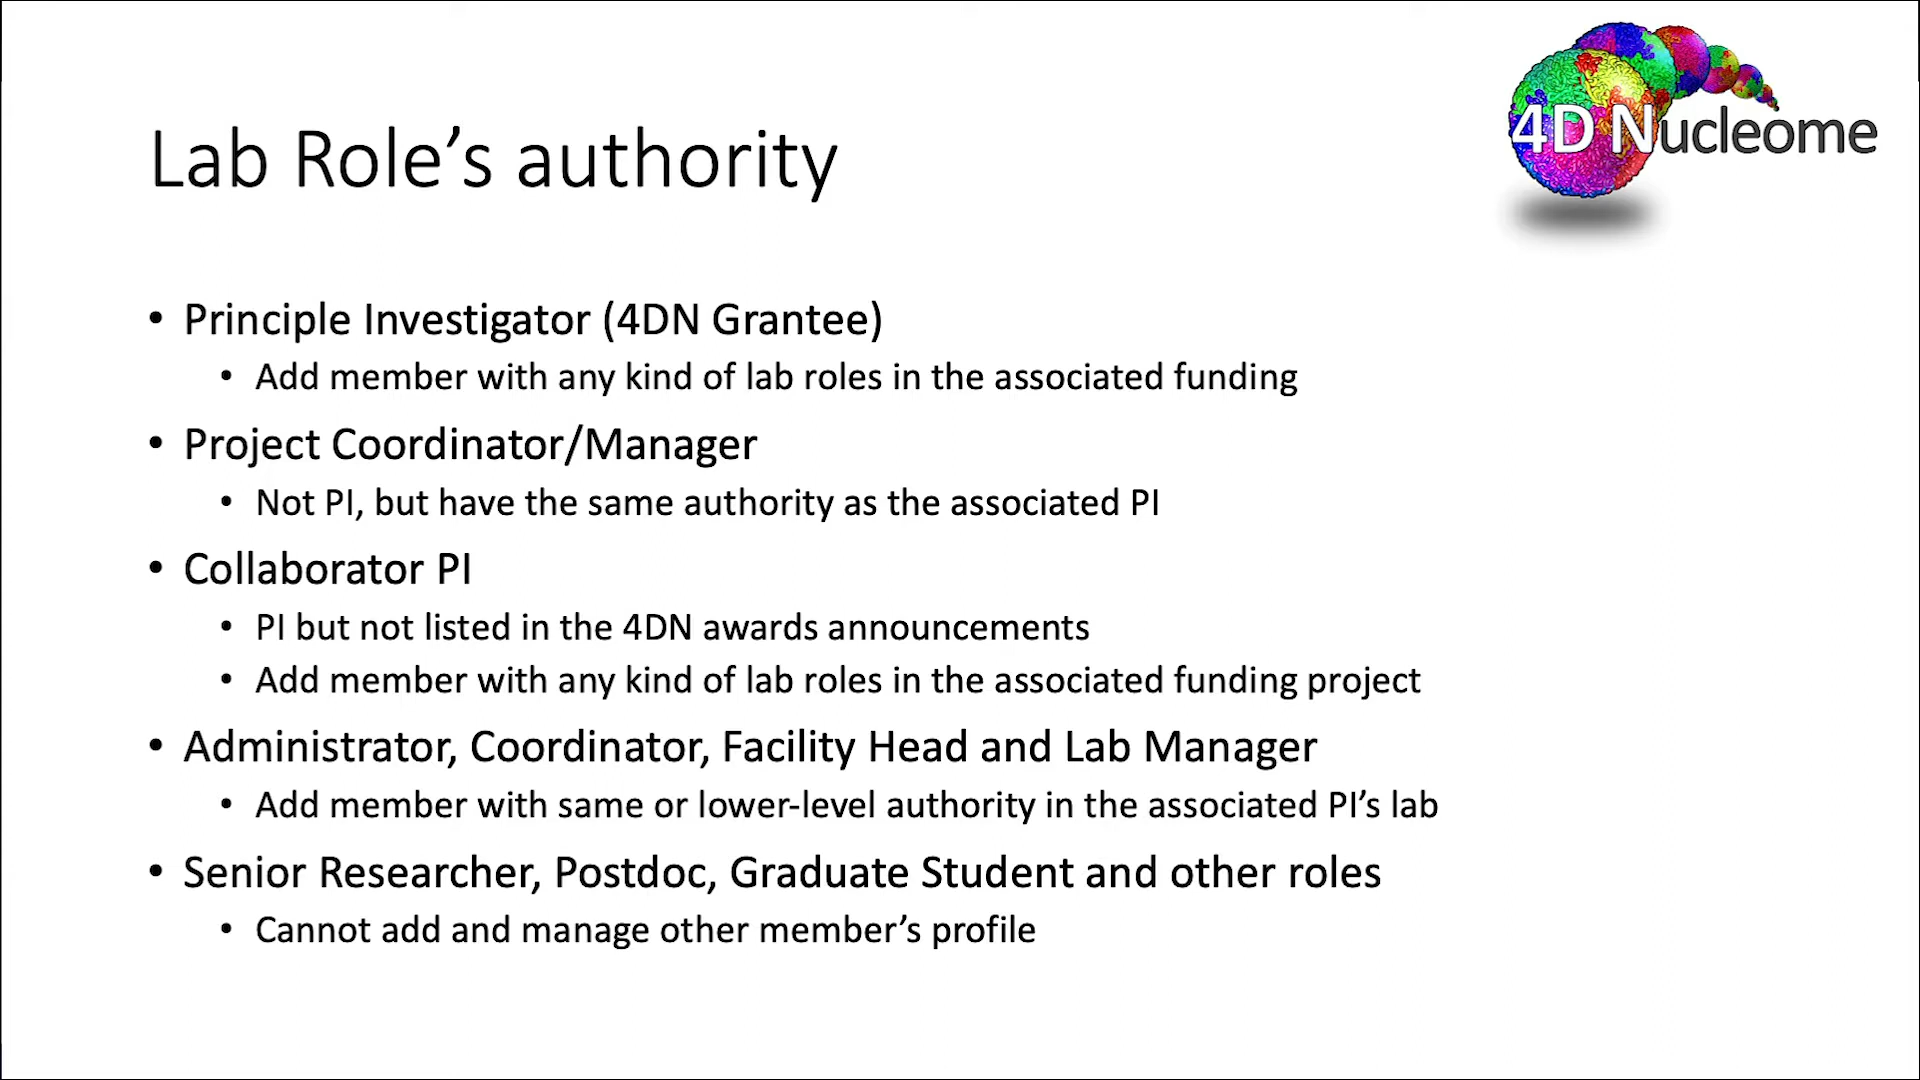 4D Nucleome
Lab Role’s authority
• Principle Investigator (4DN Grantee)
• Add member with any kind of lab roles in the associated funding
• Project Coordinator/Manager
• Not PI, but have the same authority as the associated PI
• Collaborator PI
• PI but not listed in the 4DN awards announcements
• Add member with any kind of lab roles in the associated funding project
• Administrator, Coordinator, Facility Head and Lab Manager
• Add member with same or lower-level authority in the associated PI’s lab
• Senior Researcher, Postdoc, Graduate Student and other roles
• Cannot add and manage other member’s profile